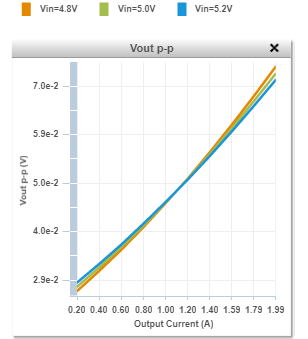 Vin=4.8V Vin=5.0V Vin=5.2V
Vout p-p ×
7.0e-2
5.9e-2
5.0e-2
4.0e-2
2.9e-2
Vout p-p (V)
0.20 0.40 0.60 0.80 1.00 1.20 1.40 1.59 1.79 1.99
Output Current (A)